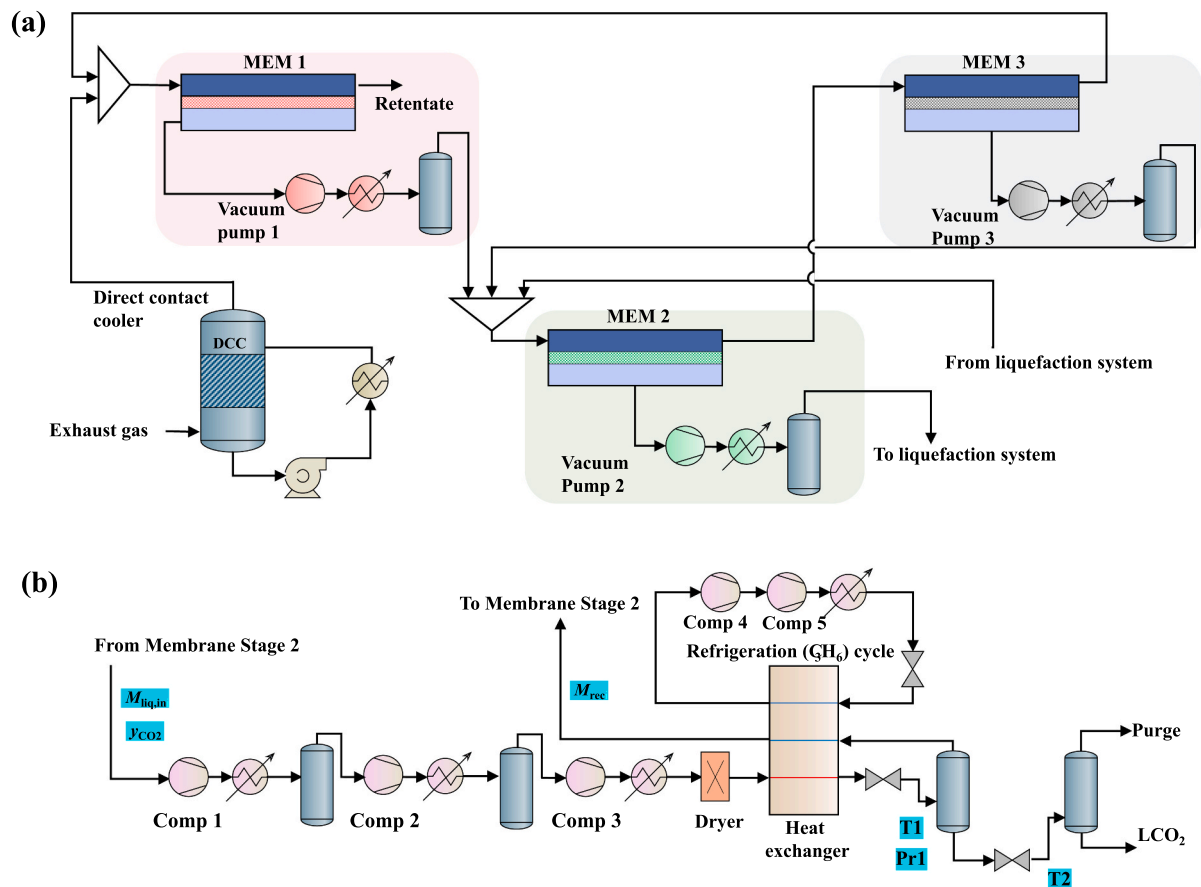 (a)
MEM 1
Retentate
Vacuum
pump 1
MEM 3
Vacuum
Pump 3
Direct contact
cooler
DCC
Exhaust gas
MEM 2
From liquefaction system
Vacuum
Pump 2
To liquefaction system
(b)
To Membrane Stage 2
From Membrane Stage 2
Comp 4
Comp 5
Refrigeration (C3H6) cycle
Mliq,in
yCO2
Mrec
Purge
Comp 1
Comp 2
Comp 3
Dryer
Heat
exchanger
T1
Pr1
LCO2
T2